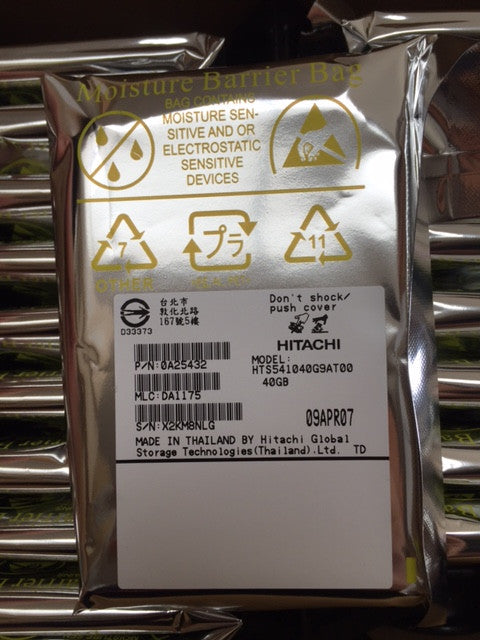 Moisture Barrier Bag
BAG CONTAINS
MOISTURE SEN-
SITIVE AND OR
ELECTROSTATIC
SENSITIVE
DEVICES
7
OTHER
プラ
11
台北市
敦化北路
167號5樓
D33373
Don't shock/
push cover
HITACHI
P/N:0A25432
MODEL:
HTS541040G9AT00
40GB
MLC:DA1175
S/N:X2KM8NLG
09APR07
MADE IN THAILAND BY Hitachi Global
Storage Technologies(Thailand).Ltd. TD